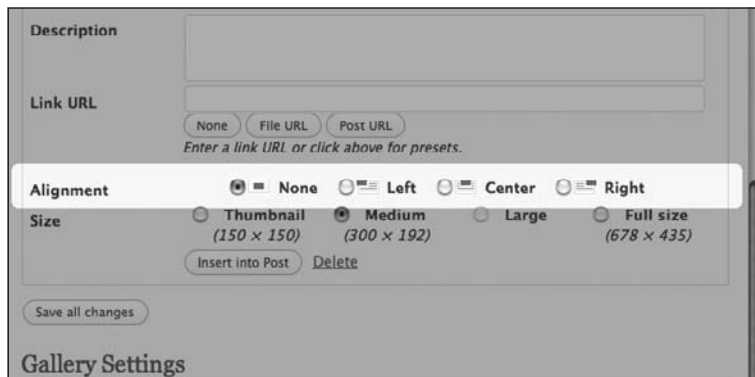 Description
Link URL
None File URL Post URL
Enter a link URL or click above for presets.
Alignment None Left Center Right
Size Thumbnail Medium Large Full size
(150 × 150) (300 × 192) (678 × 435)
Insert into Post Delete
Save all changes
Gallery Settings